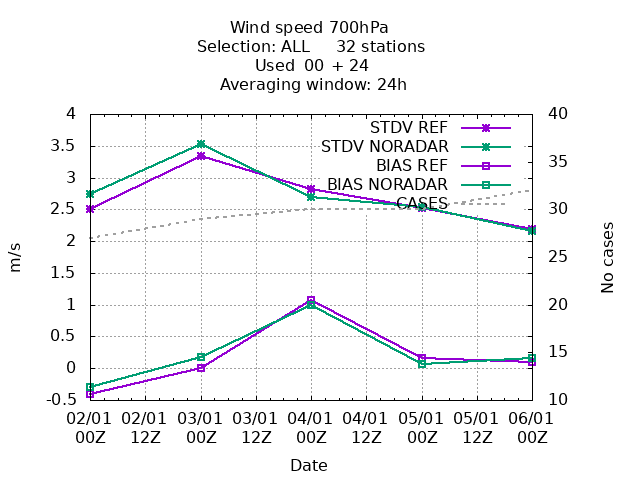 Wind speed 700hPa
Selection: ALL 32 stations
Used 00 + 24
Averaging window: 24h
STDV REF
STDV NORADAR
BIAS REF
BIAS NORADAR
CASES
4
3.5
3
2.5
2
1.5
1
0.5
0
-0.5
m/s
40
35
30
25
20
15
10
No cases
02/01 02/01 03/01 03/01 04/01 04/01 05/01 05/01 06/01
00Z 12Z 00Z 12Z 00Z 12Z 00Z 12Z 00Z
Date